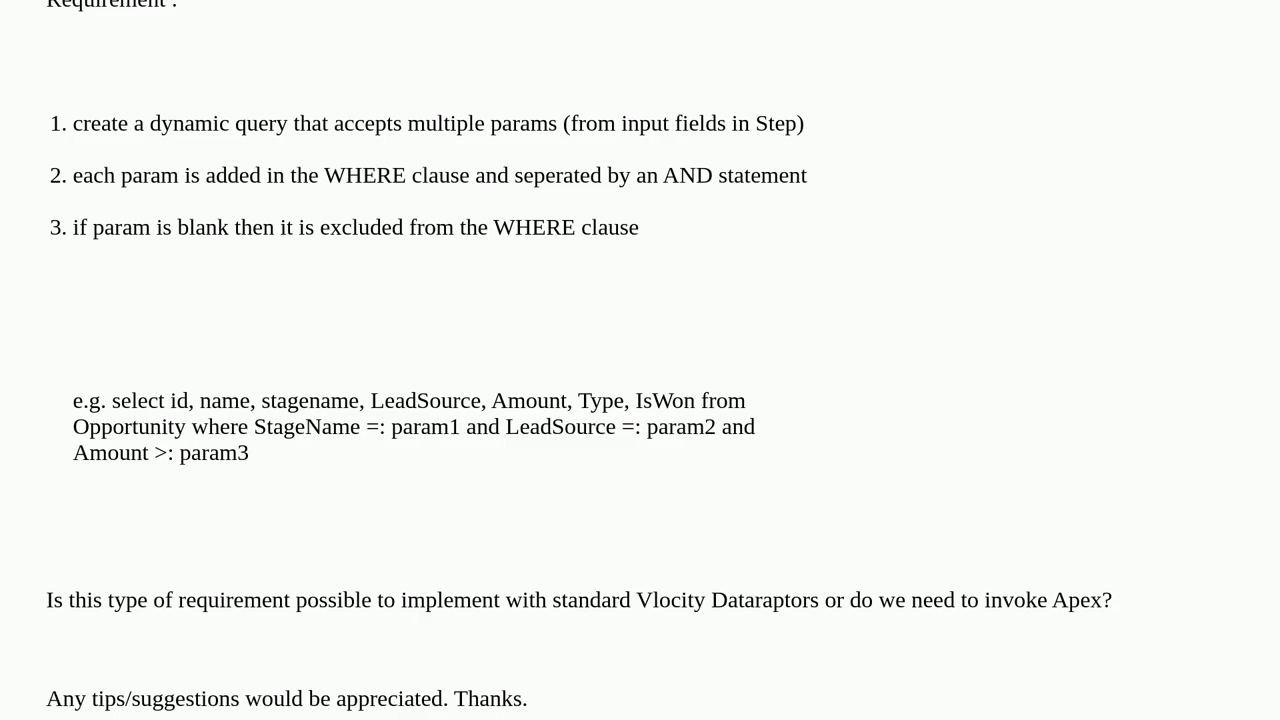 Requirement :
1. create a dynamic query that accepts multiple params (from input fields in Step)
2. each param is added in the WHERE clause and seperated by an AND statement
3. if param is blank then it is excluded from the WHERE clause
e.g. select id, name, stagename, LeadSource, Amount, Type, IsWon from
Opportunity where StageName =: param1 and LeadSource =: param2 and
Amount >: param3
Is this type of requirement possible to implement with standard Vlocity Dataraptors or do we need to invoke Apex?
Any tips/suggestions would be appreciated. Thanks.